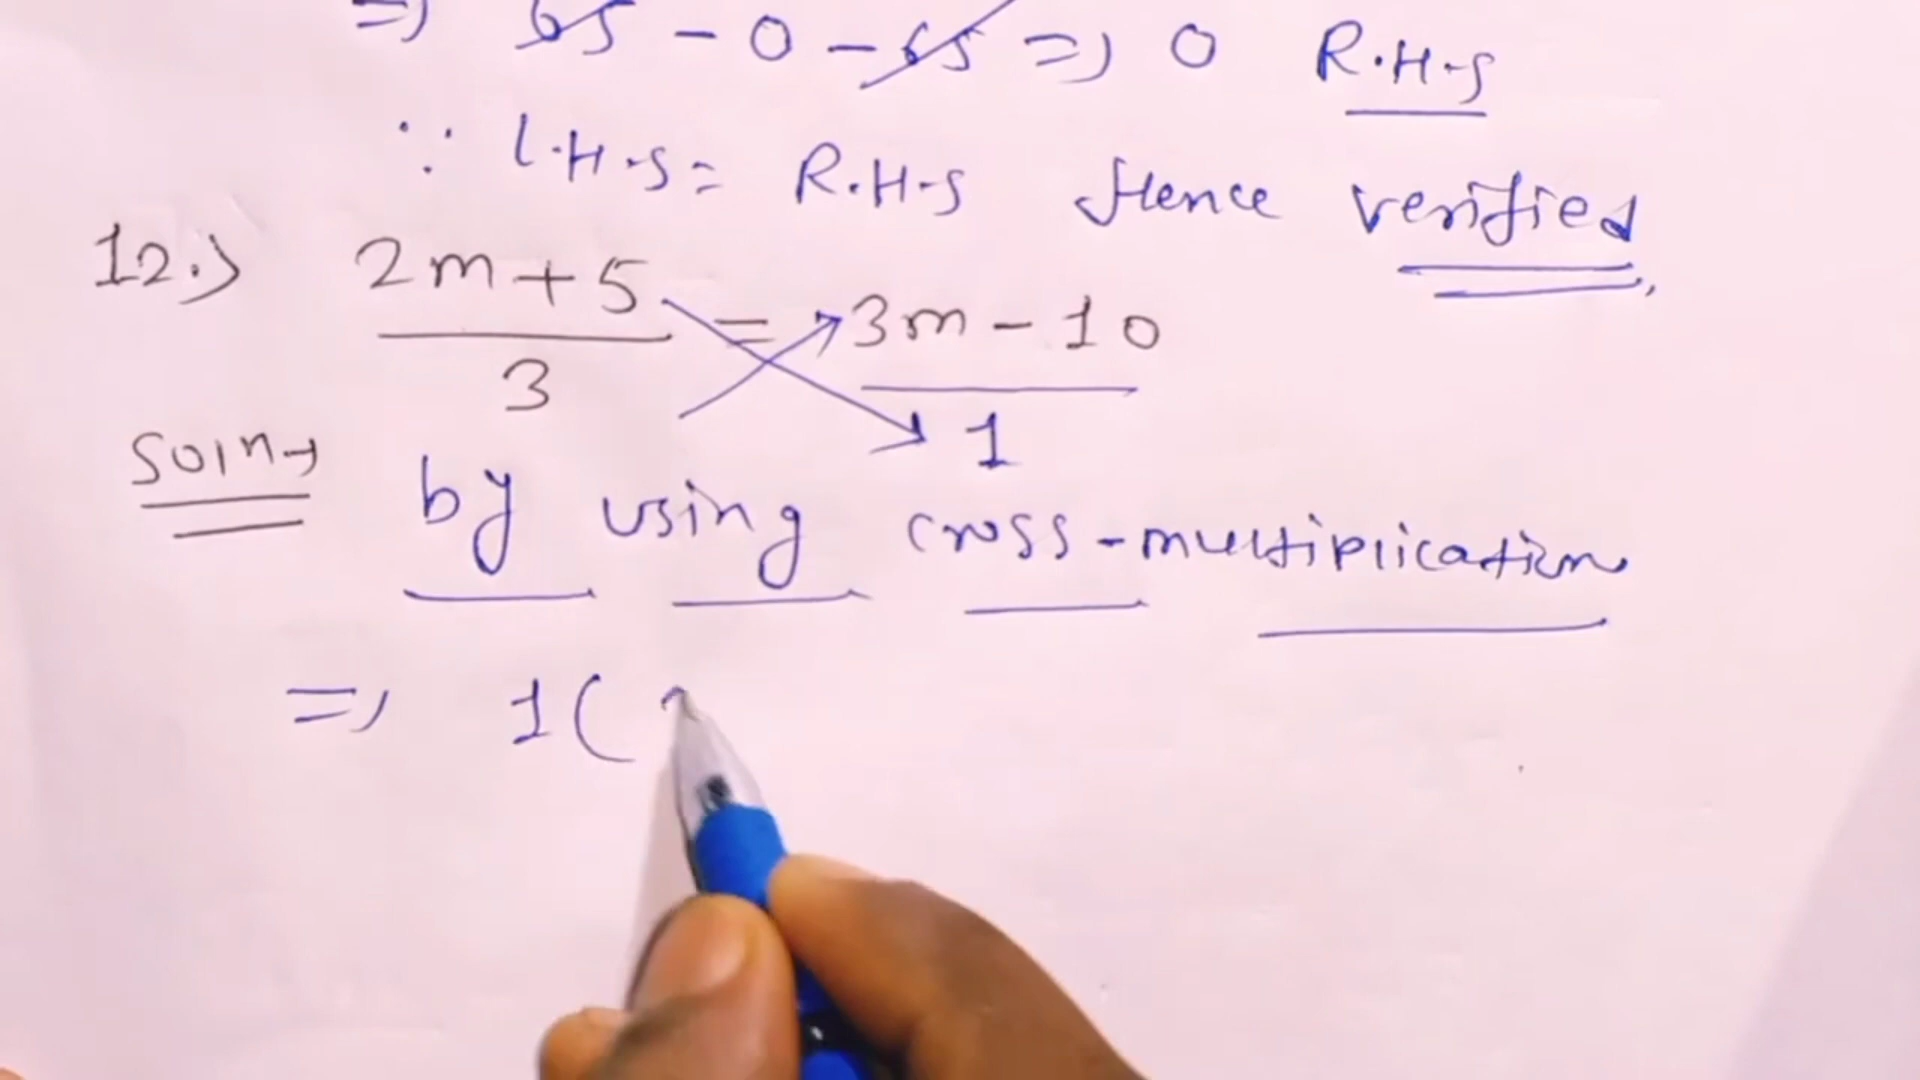 => 65 - 0 - 65 => 0 R.H.S
∵ L.H.S = R.H.S Hence verified
12.) 2m+5 = 3m-10
3 1
Soln→ by using cross-multiplication
=> 1(